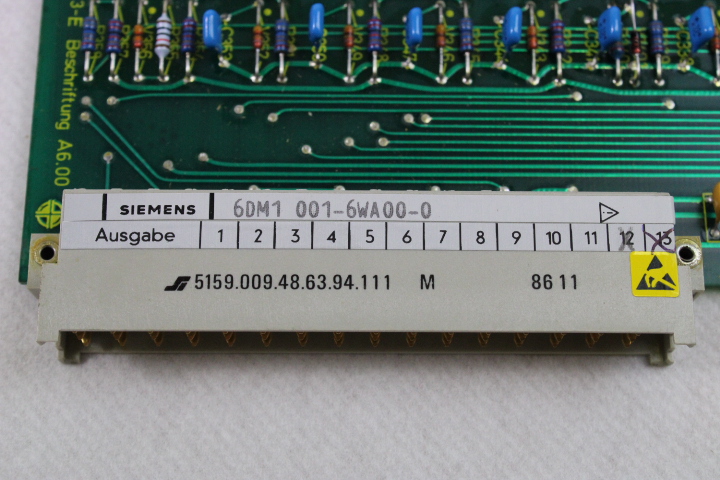 3-E Beschriftung A6.00
SIEMENS 6DM1 001-6WA00-0
Ausgabe 1 2 3 4 5 6 7 8 9 10 11 12 13
5159.009.48.63.94.111 M 86 11